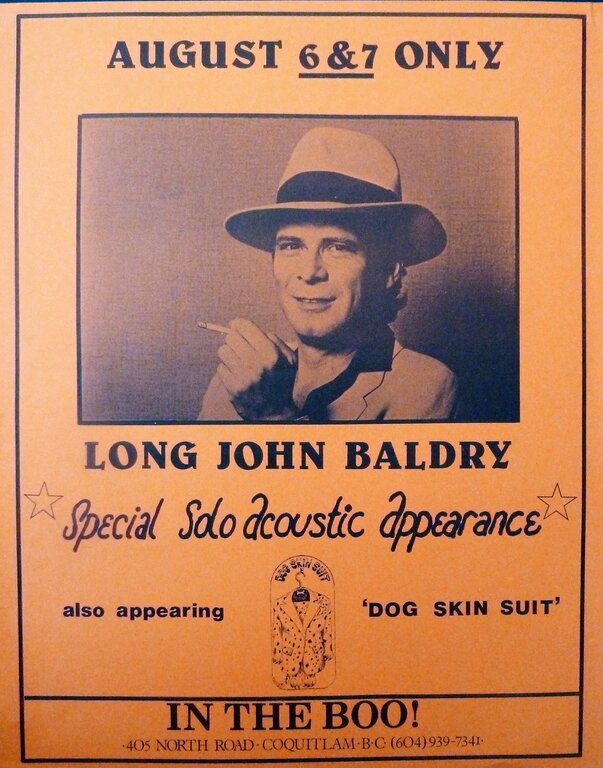 AUGUST 6 & 7 ONLY
LONG JOHN BALDRY
Special Solo Acoustic Appearance
DOG SKIN SUIT
also appearing
'DOG SKIN SUIT'
IN THE BOO!
·405 NORTH ROAD·COQUITLAM·B·C·(604)939-7341·